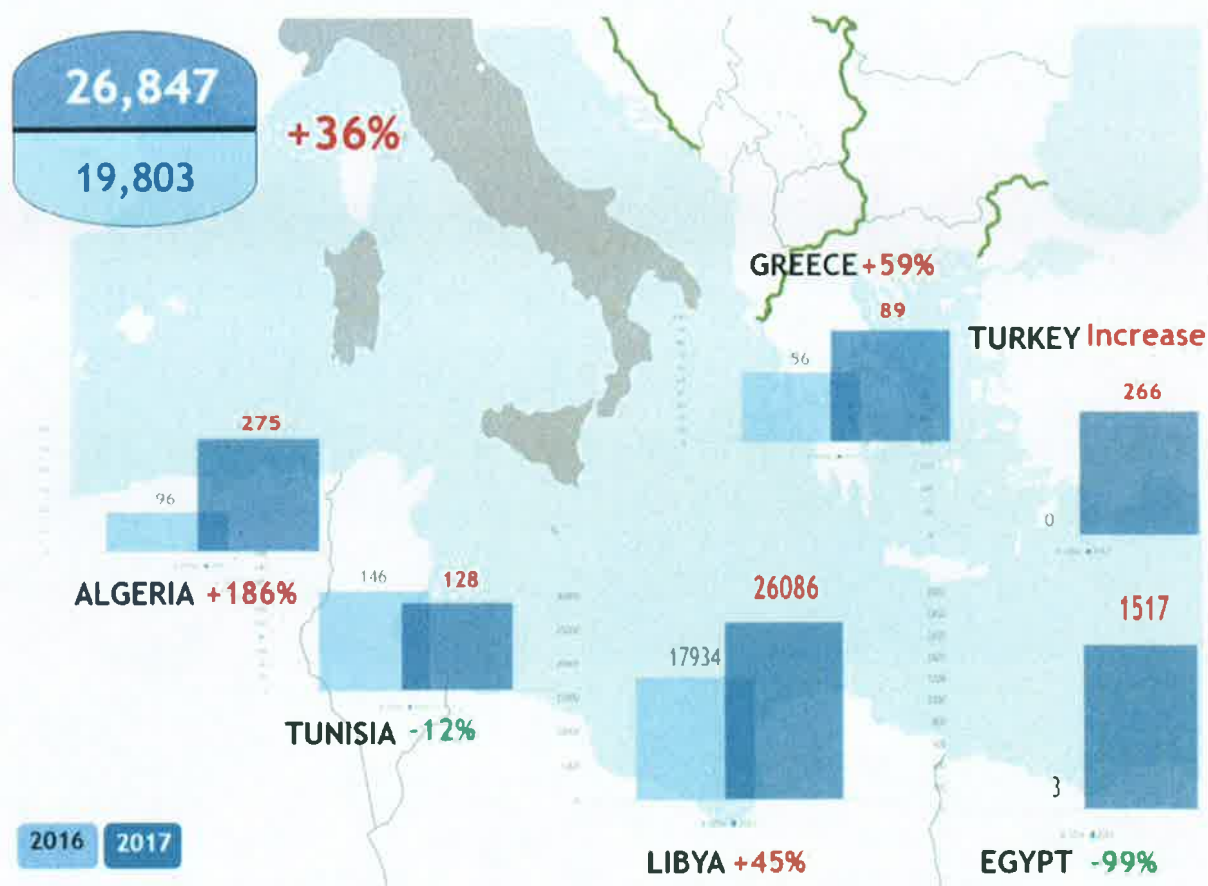 26,847
19,803
+36%
GREECE +59%
56
89
TURKEY Increase
0
266
96
275
ALGERIA +186%
146
128
TUNISIA -12%
17934
26086
LIBYA +45%
3
1517
EGYPT -99%
2016
2017